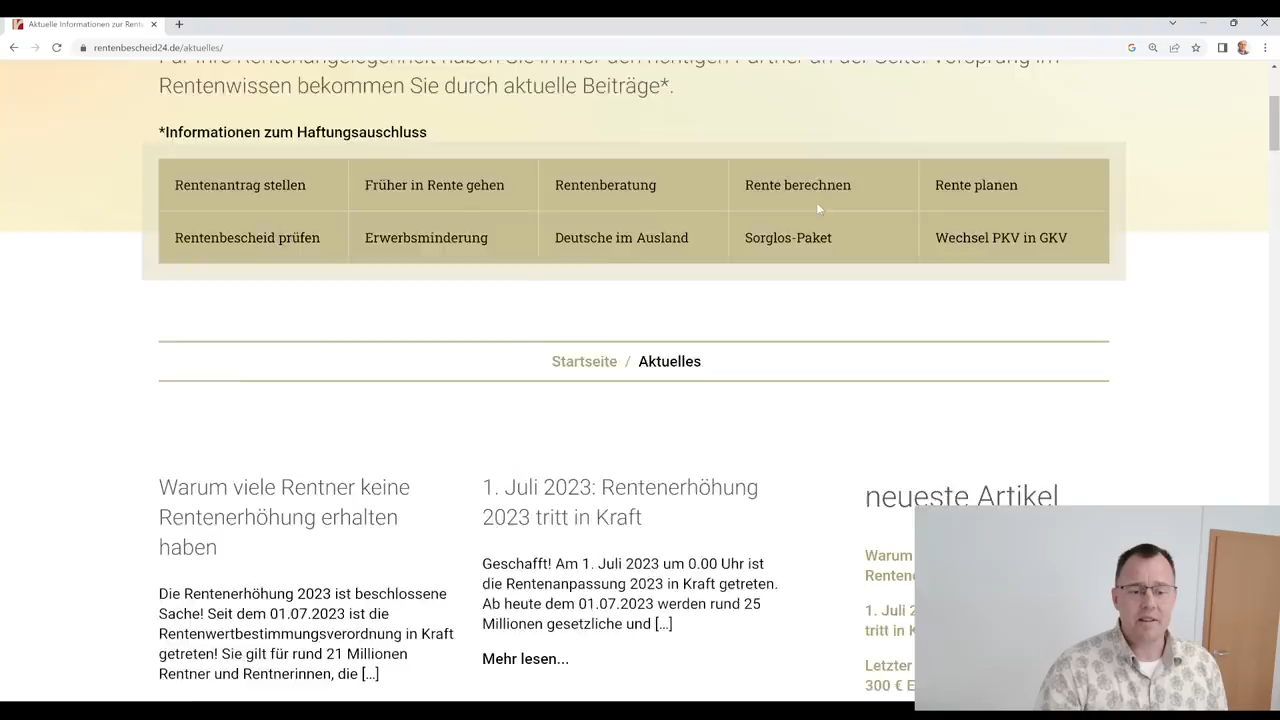 Aktuelle Informationen zur Rent
rentenbescheid24.de/aktuelles/
Rentenwissen bekommen Sie durch aktuelle Beiträge*.
*Informationen zum Haftungsauschluss
Rentenantrag stellen
Früher in Rente gehen
Rentenberatung
Rente berechnen
Rente planen
Rentenbescheid prüfen
Erwerbsminderung
Deutsche im Ausland
Sorglos-Paket
Wechsel PKV in GKV
Startseite / Aktuelles
Warum viele Rentner keine
Rentenerhöhung erhalten
haben
Die Rentenerhöhung 2023 ist beschlossene
Sache! Seit dem 01.07.2023 ist die
Rentenwertbestimmungsverordnung in Kraft
getreten! Sie gilt für rund 21 Millionen
Rentner und Rentnerinnen, die [...]
1. Juli 2023: Rentenerhöhung
2023 tritt in Kraft
Geschafft! Am 1. Juli 2023 um 0.00 Uhr ist
die Rentenanpassung 2023 in Kraft getreten.
Ab heute dem 01.07.2023 werden rund 25
Millionen gesetzliche und [...]
Mehr lesen...
neueste Artikel
Warum
Rentene
1. Juli 2
tritt in K
Letzter
300 € E